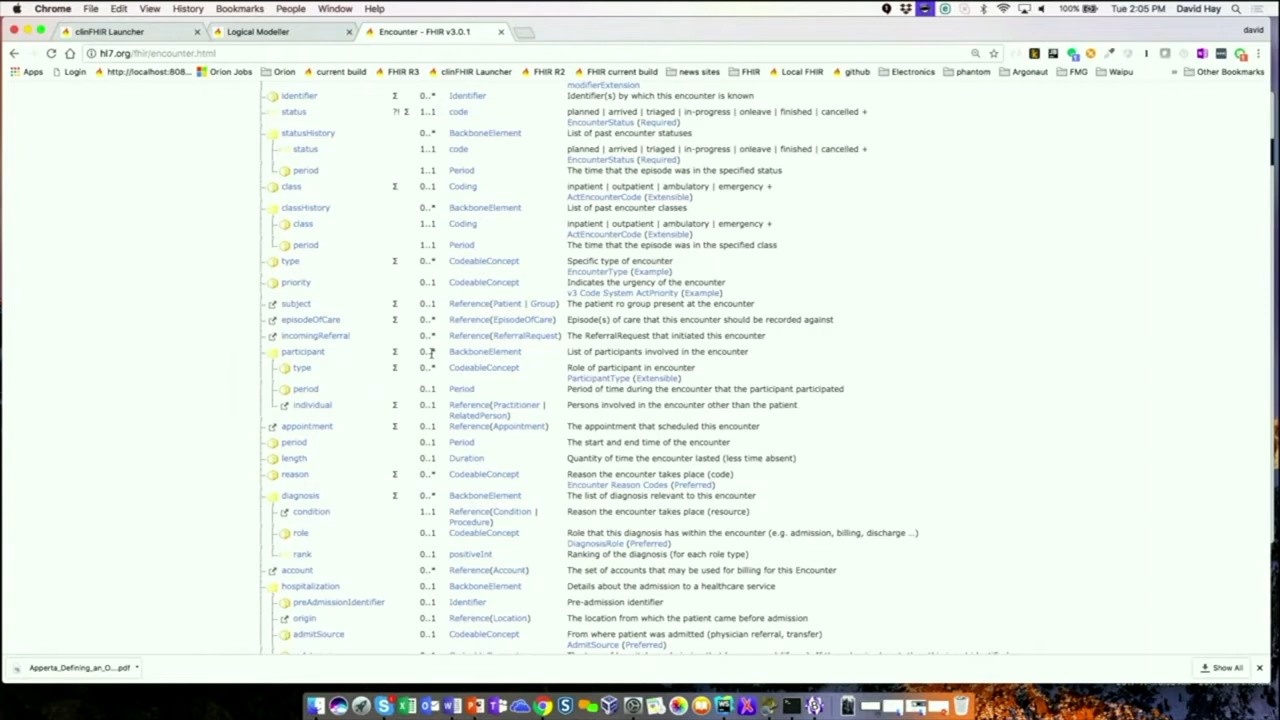 Chrome File Edit View History Bookmarks People Window Help 100% Tue 2:05 PM David Hay
clinFHIR Launcher Logical Modeller Encounter - FHIR v3.0.1 david
hl7.org/fhir/encounter.html
Apps Login http://localhost:808... Orion Jobs Orion current build FHIR R3 clinFHIR Launcher FHIR R2 FHIR current build news sites FHIR Local FHIR github Electronics phantom Argonaut FMG Waipu » Other Bookmarks
modifierExtension
identifier Σ 0..* Identifier Identifier(s) by which this encounter is known
status ?! Σ 1..1 code planned | arrived | triaged | in-progress | onleave | finished | cancelled +
EncounterStatus (Required)
statusHistory 0..* BackboneElement List of past encounter statuses
status 1..1 code planned | arrived | triaged | in-progress | onleave | finished | cancelled +
EncounterStatus (Required)
period 1..1 Period The time that the episode was in the specified status
class Σ 0..1 Coding inpatient | outpatient | ambulatory | emergency +
ActEncounterCode (Extensible)
classHistory 0..* BackboneElement List of past encounter classes
class 1..1 Coding inpatient | outpatient | ambulatory | emergency +
ActEncounterCode (Extensible)
period 1..1 Period The time that the episode was in the specified class
type Σ 0..* CodeableConcept Specific type of encounter
EncounterType (Example)
priority 0..1 CodeableConcept Indicates the urgency of the encounter
v3 Code System ActPriority (Example)
subject Σ 0..1 Reference(Patient | Group) The patient ro group present at the encounter
episodeOfCare Σ 0..* Reference(EpisodeOfCare) Episode(s) of care that this encounter should be recorded against
incomingReferral 0..* Reference(ReferralRequest) The ReferralRequest that initiated this encounter
participant Σ 0..* BackboneElement List of participants involved in the encounter
type Σ 0..* CodeableConcept Role of participant in encounter
ParticipantType (Extensible)
period 0..1 Period Period of time during the encounter that the participant participated
individual Σ 0..1 Reference(Practitioner | Persons involved in the encounter other than the patient
RelatedPerson)
appointment Σ 0..1 Reference(Appointment) The appointment that scheduled this encounter
period 0..1 Period The start and end time of the encounter
length 0..1 Duration Quantity of time the encounter lasted (less time absent)
reason Σ 0..* CodeableConcept Reason the encounter takes place (code)
Encounter Reason Codes (Preferred)
diagnosis Σ 0..* BackboneElement The list of diagnosis relevant to this encounter
condition 1..1 Reference(Condition | Reason the encounter takes place (resource)
Procedure)
role 0..1 CodeableConcept Role that this diagnosis has within the encounter (e.g. admission, billing, discharge ...)
DiagnosisRole (Preferred)
rank 0..1 positiveInt Ranking of the diagnosis (for each role type)
account 0..* Reference(Account) The set of accounts that may be used for billing for this Encounter
hospitalization 0..1 BackboneElement Details about the admission to a healthcare service
preAdmissionIdentifier 0..1 Identifier Pre-admission identifier
origin 0..1 Reference(Location) The location from which the patient came before admission
admitSource 0..1 CodeableConcept From where patient was admitted (physician referral, transfer)
AdmitSource (Preferred)
Apperta_Defining_an_O....pdf Show All